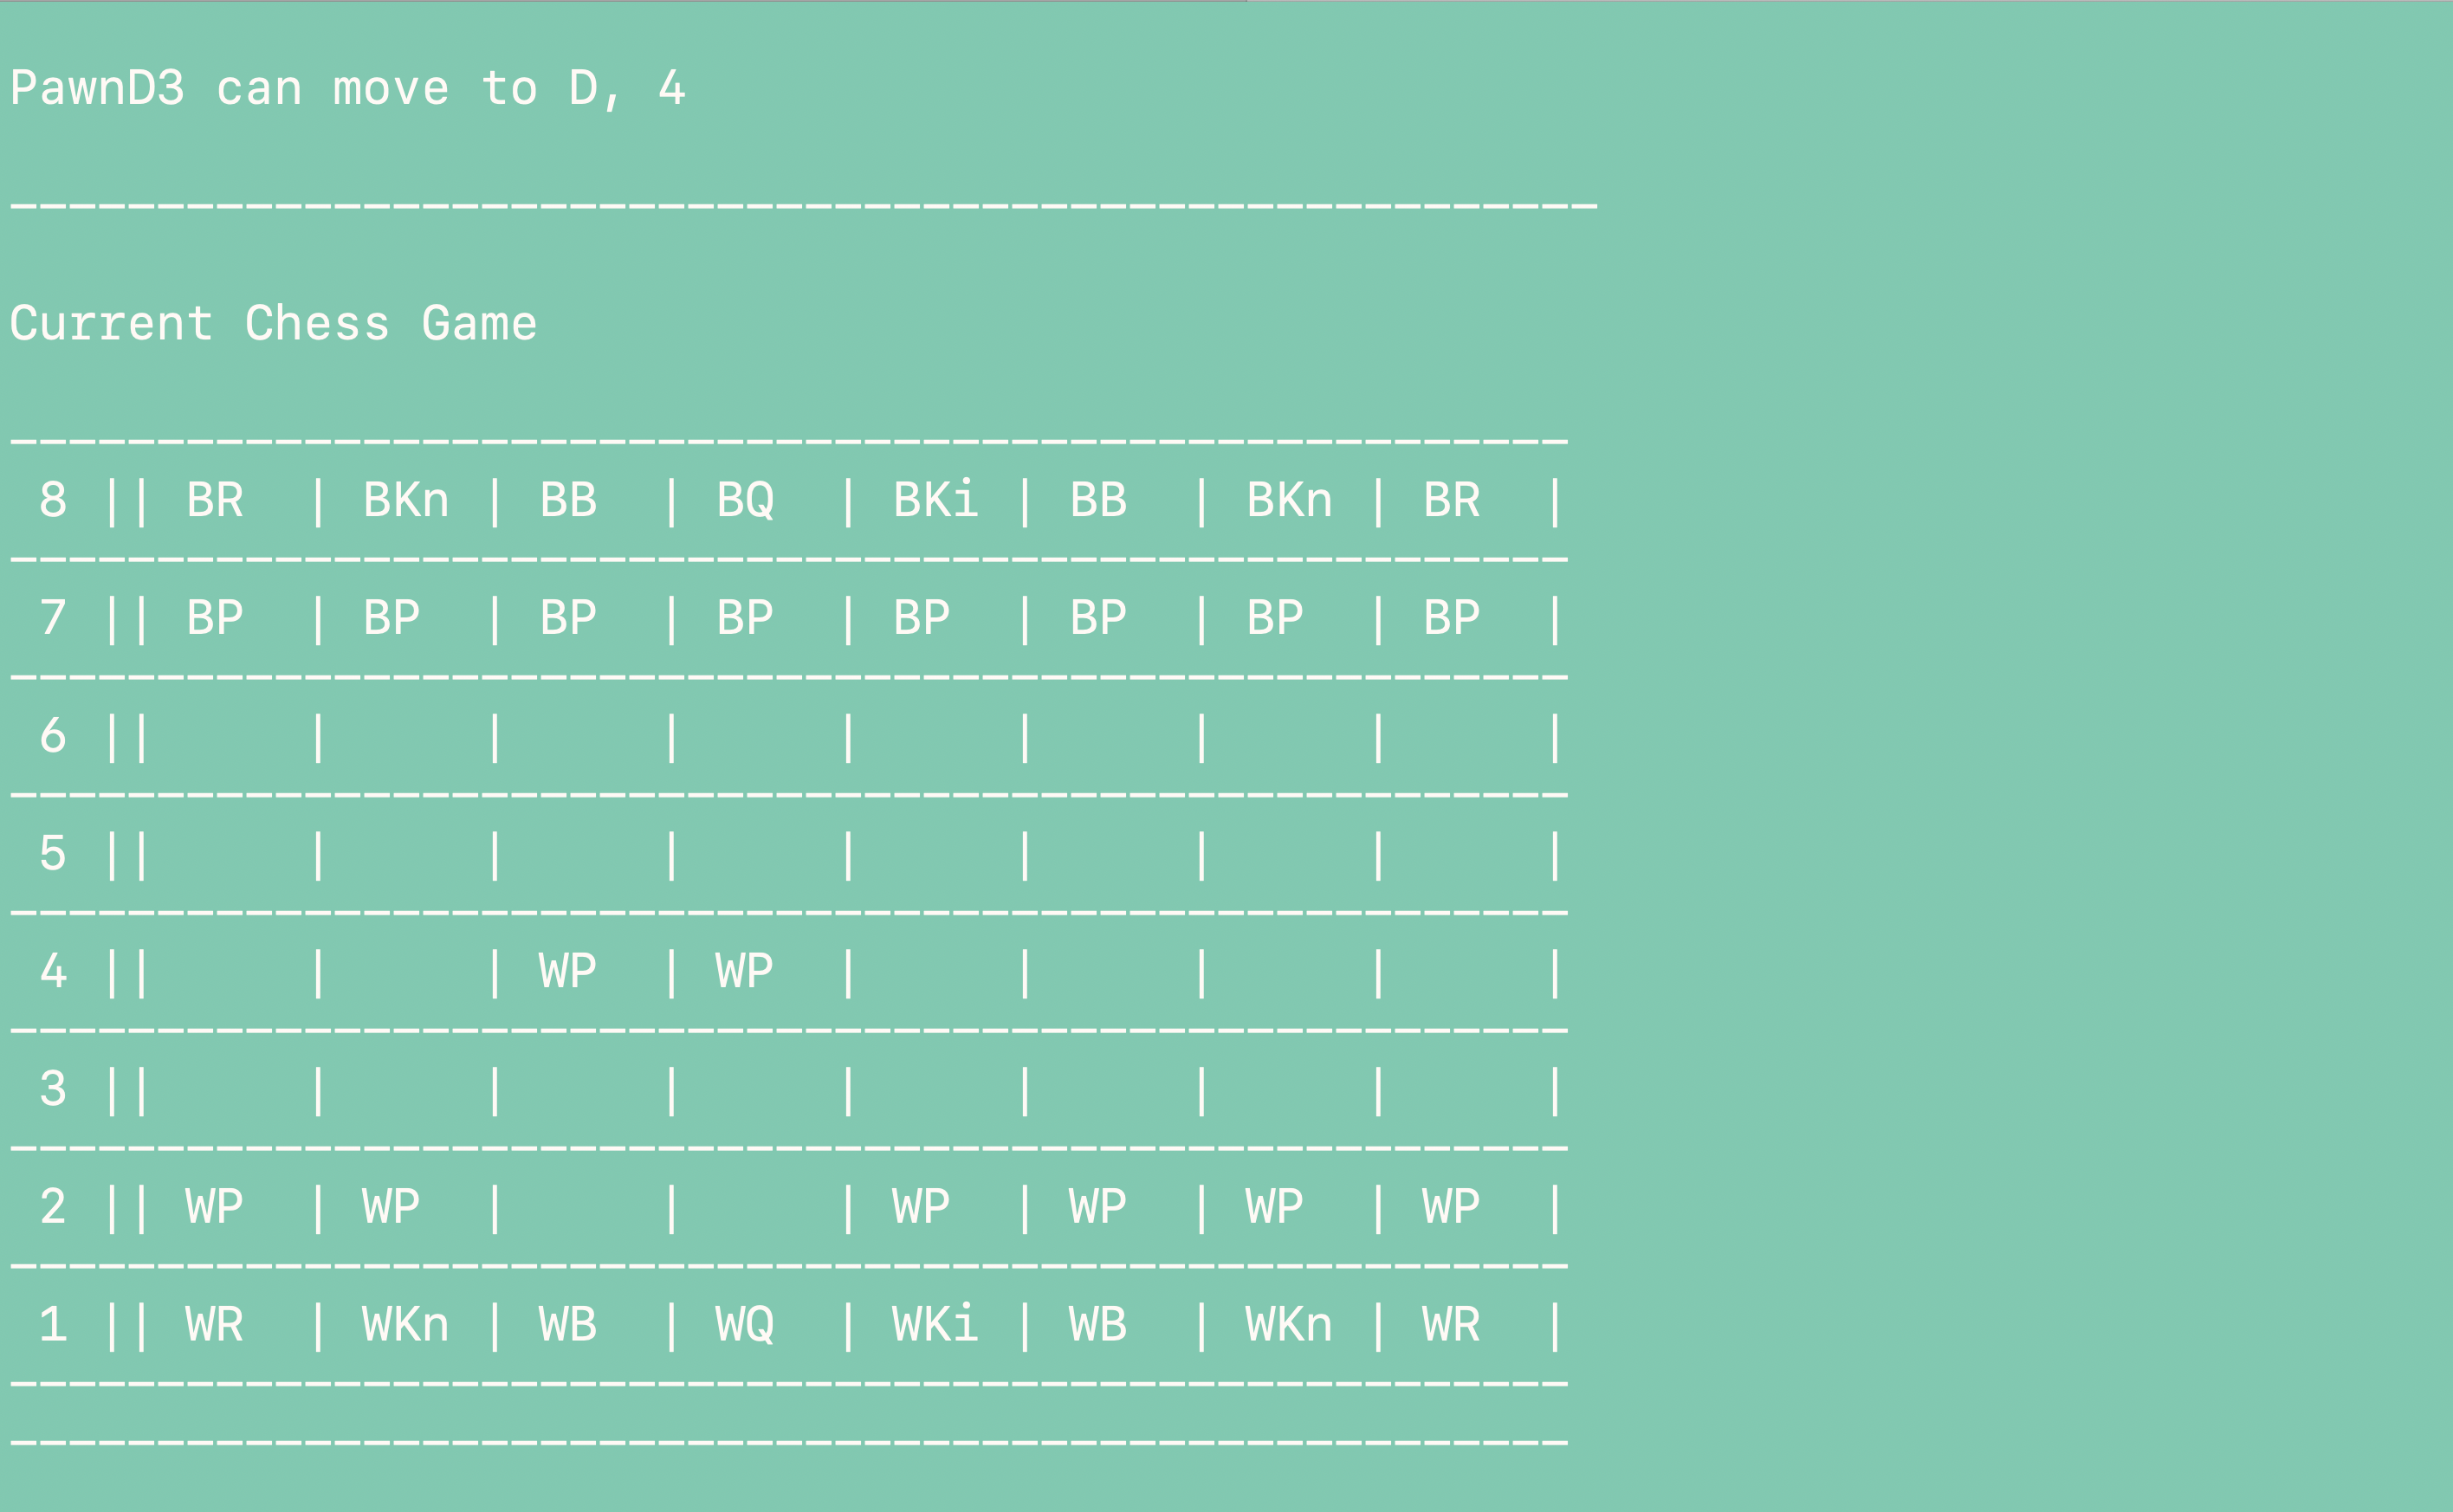 PawnD3 can move to D, 4
------------------------------------------------------
Current Chess Game
-----------------------------------------------------
 8 || BR  | BKn | BB  | BQ  | BKi | BB  | BKn | BR  |
-----------------------------------------------------
 7 || BP  | BP  | BP  | BP  | BP  | BP  | BP  | BP  |
-----------------------------------------------------
 6 ||     |     |     |     |     |     |     |     |
-----------------------------------------------------
 5 ||     |     |     |     |     |     |     |     |
-----------------------------------------------------
 4 ||     |     | WP  | WP  |     |     |     |     |
-----------------------------------------------------
 3 ||     |     |     |     |     |     |     |     |
-----------------------------------------------------
 2 || WP  | WP  |     |     | WP  | WP  | WP  | WP  |
-----------------------------------------------------
 1 || WR  | WKn | WB  | WQ  | WKi | WB  | WKn | WR  |
-----------------------------------------------------
-----------------------------------------------------